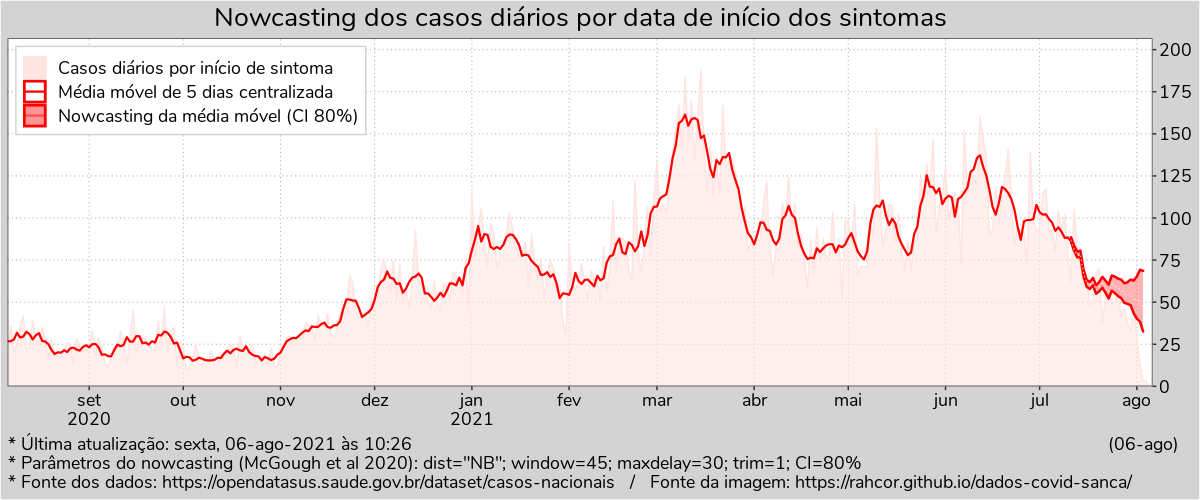 Nowcasting dos casos diários por data de início dos sintomas
Casos diários por início de sintoma
Média móvel de 5 dias centralizada
Nowcasting da média móvel (CI 80%)
200
175
150
125
100
75
50
25
0
set out nov dez jan fev mar abr mai jun jul ago
2020 2021
* Última atualização: sexta, 06-ago-2021 às 10:26 (06-ago)
* Parâmetros do nowcasting (McGough et al 2020): dist="NB"; window=45; maxdelay=30; trim=1; CI=80%
* Fonte dos dados: https://opendatasus.saude.gov.br/dataset/casos-nacionais / Fonte da imagem: https://rahcor.github.io/dados-covid-sanca/